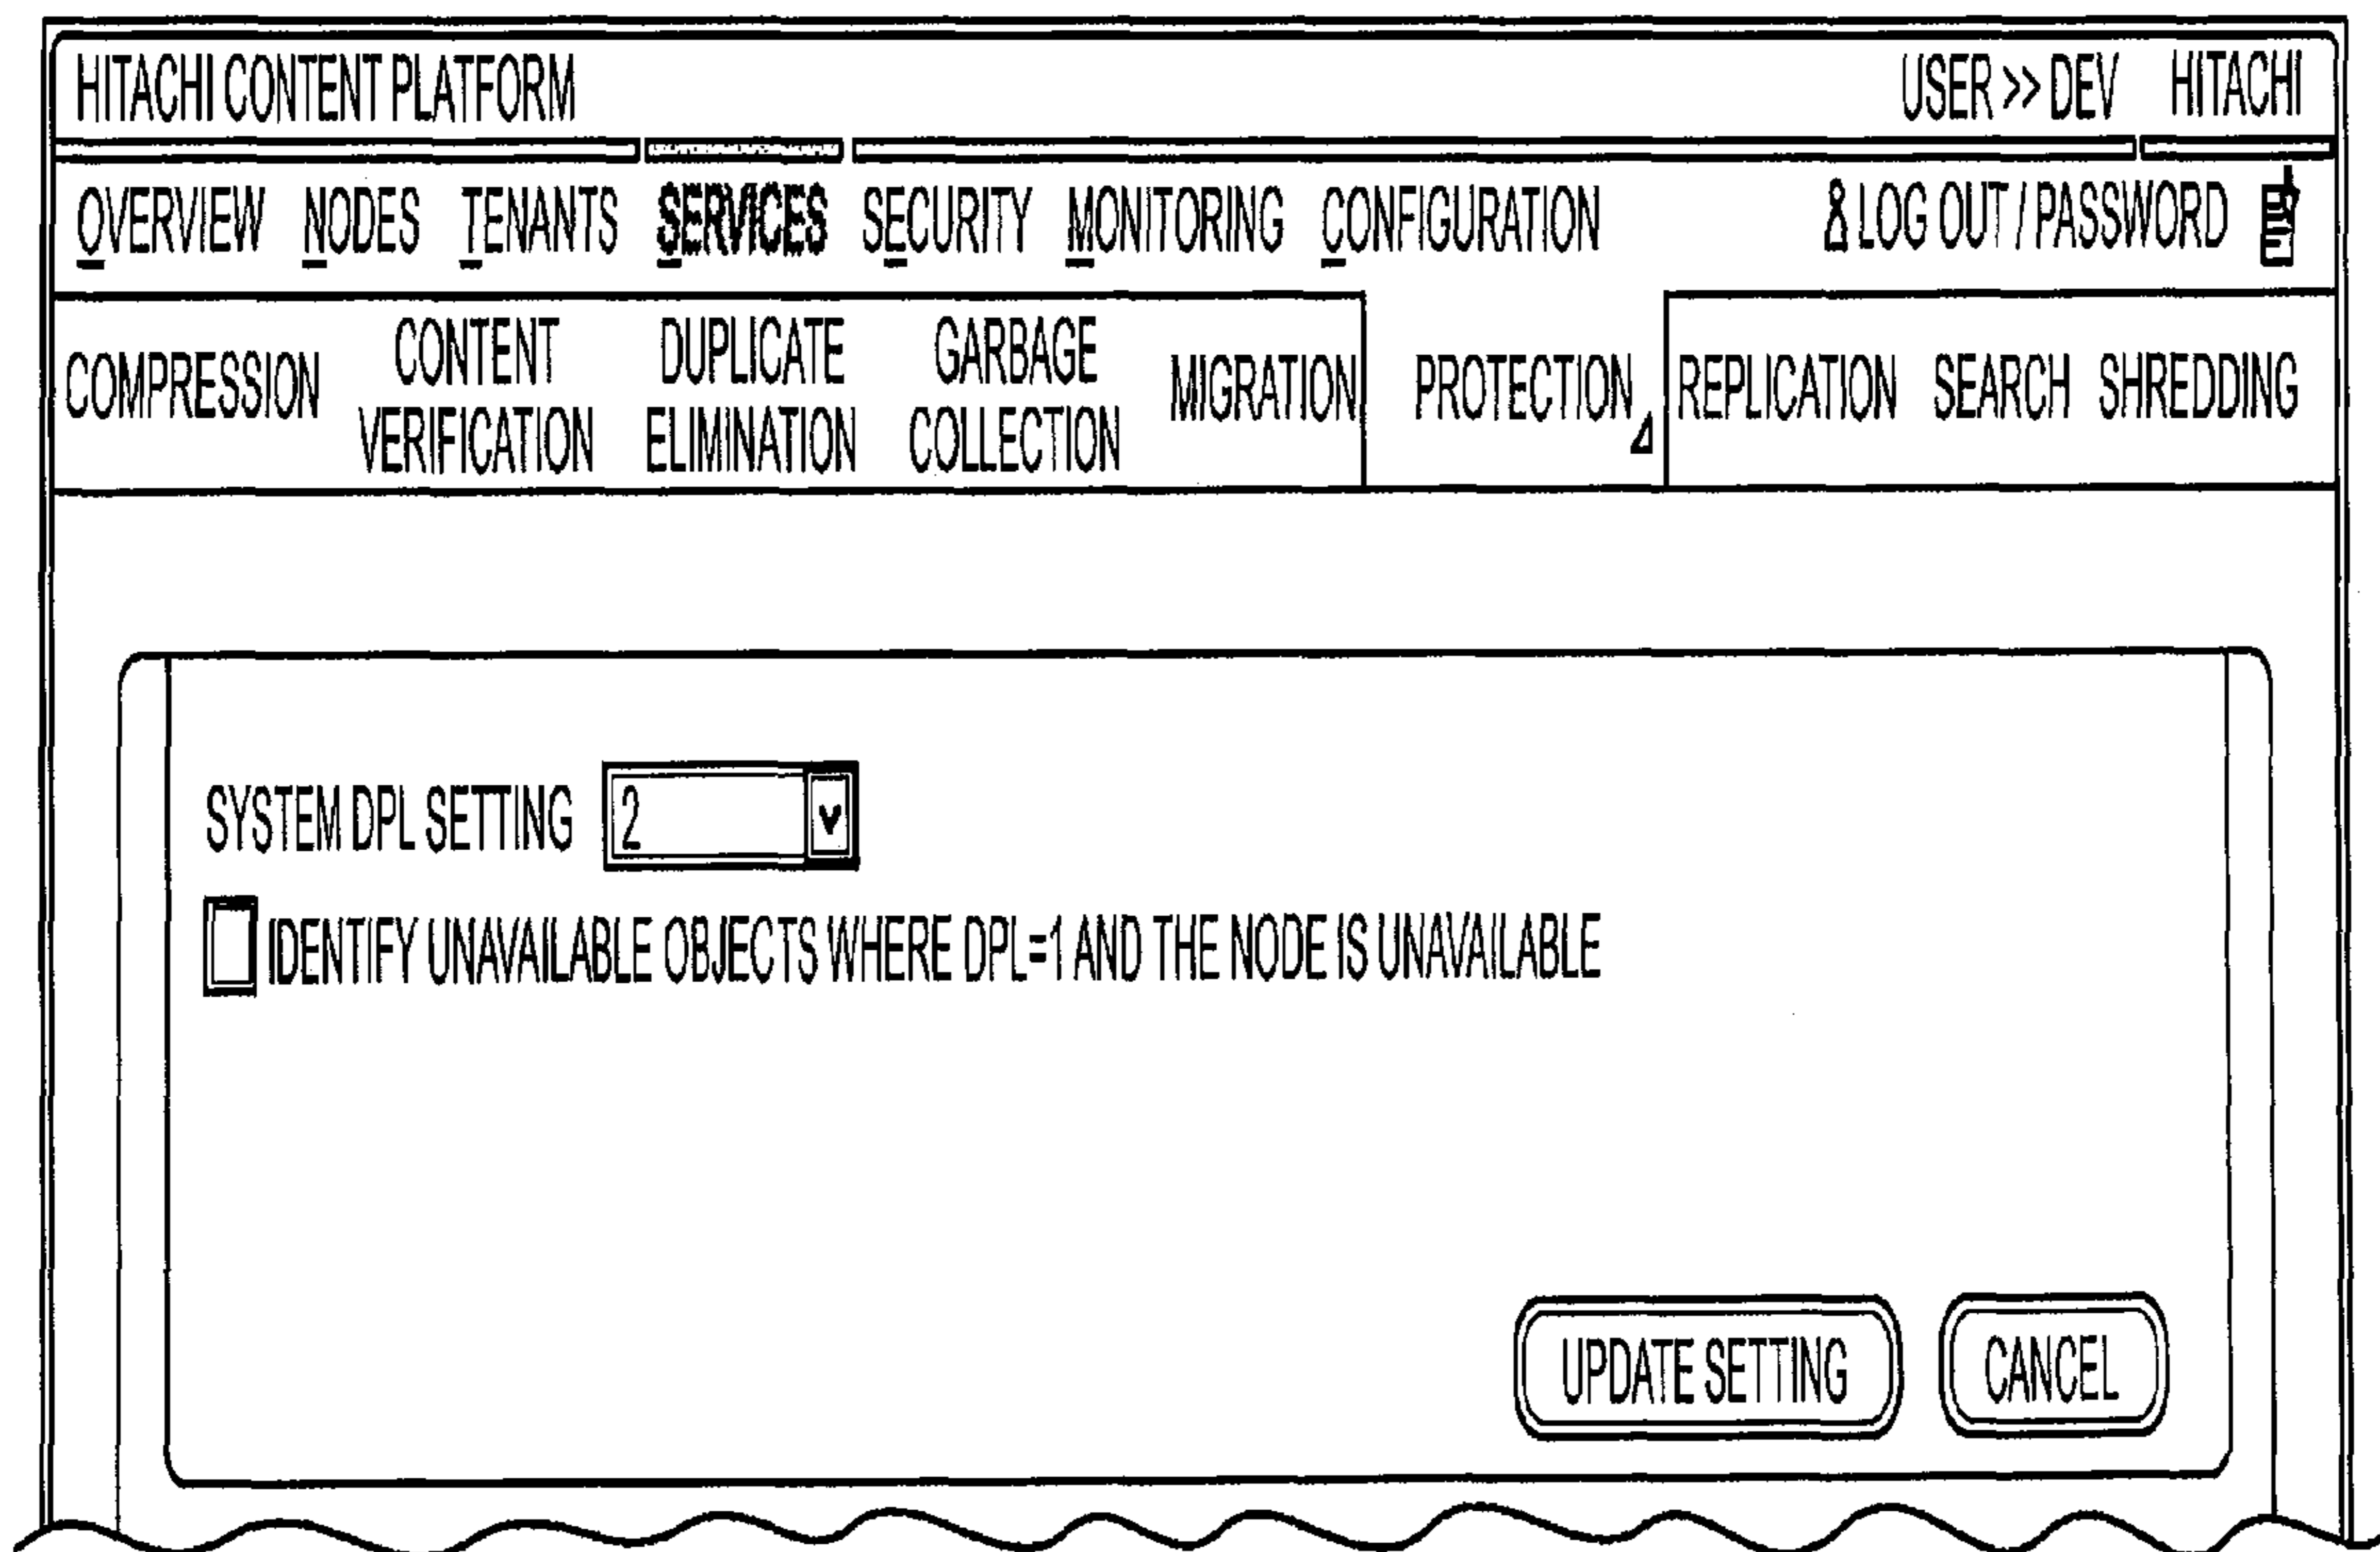 HITACHI CONTENT PLATFORM USER >> DEV HITACHI
OVERVIEW NODES TENANTS SERVICES SECURITY MONITORING CONFIGURATION LOG OUT / PASSWORD
COMPRESSION CONTENT VERIFICATION DUPLICATE ELIMINATION GARBAGE COLLECTION MIGRATION PROTECTION REPLICATION SEARCH SHREDDING
SYSTEM DPL SETTING 2
IDENTIFY UNAVAILABLE OBJECTS WHERE DPL=1 AND THE NODE IS UNAVAILABLE
UPDATE SETTING CANCEL